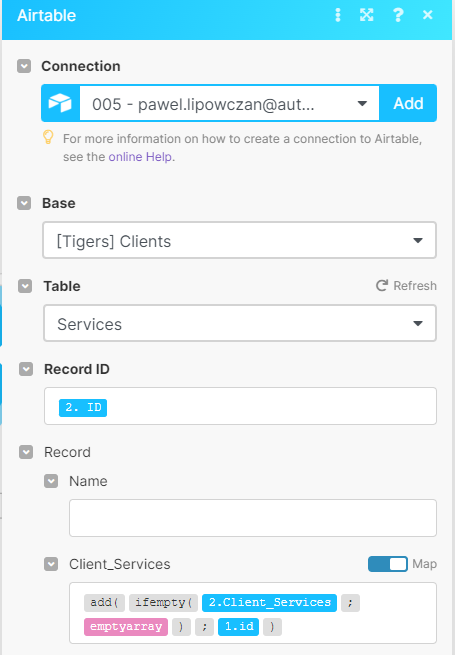 Airtable
Connection
005 - pawel.lipowczan@aut... Add
For more information on how to create a connection to Airtable,
see the online Help.
Base
[Tigers] Clients
Table Refresh
Services
Record ID
2. ID
Record
Name
Client_Services Map
add( ifempty( 2.Client_Services ;
emptyarray ) ; 1.id )